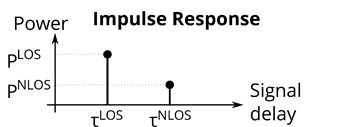 Power
Impulse Response
P^LOS
P^NLOS
Signal
delay
τ^LOS
τ^NLOS